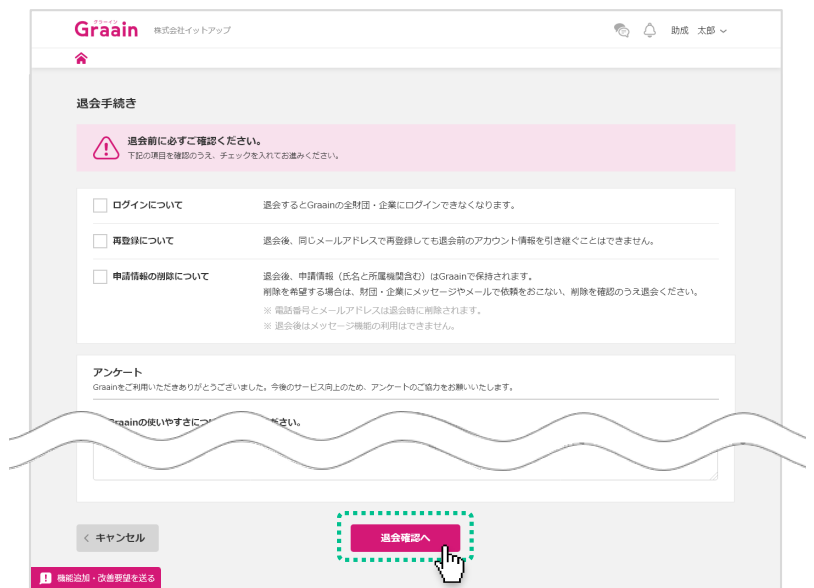 グラーイン
Graain 株式会社イットアップ 助成 太郎
退会手続き
退会前に必ずご確認ください。
下記の項目を確認のうえ、チェックを入れてお進みください。
ログインについて 退会するとGraainの全財団・企業にログインできなくなります。
再登録について 退会後、同じメールアドレスで再登録しても退会前のアカウント情報を引き継ぐことはできません。
申請情報の削除について 退会後、申請情報（氏名と所属機関含む）はGraainで保持されます。
削除を希望する場合は、財団・企業にメッセージやメールで依頼をおこない、削除を確認のうえ退会ください。
※ 電話番号とメールアドレスは退会時に削除されます。
※ 退会後はメッセージ機能の利用はできません。
アンケート
Graainをご利用いただきありがとうございました。今後のサービス向上のため、アンケートのご協力をお願いいたします。
Graainの使いやすさにつ ださい。
< キャンセル 退会確認へ
機能追加・改善要望を送る